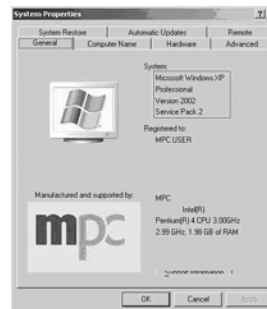 System Properties
?
System Restore
Automatic Updates
Remote
General
Computer Name
Hardware
Advanced
System:
Microsoft Windows XP
Professional
Version 2002
Service Pack 2
Registered to:
MPC USER
Manufactured and supported by:
MPC
Intel(R)
Pentium(R) 4 CPU 3.00GHz
2.99 GHz, 1.98 GB of RAM
mpc
Support Information
OK
Cancel
Apply